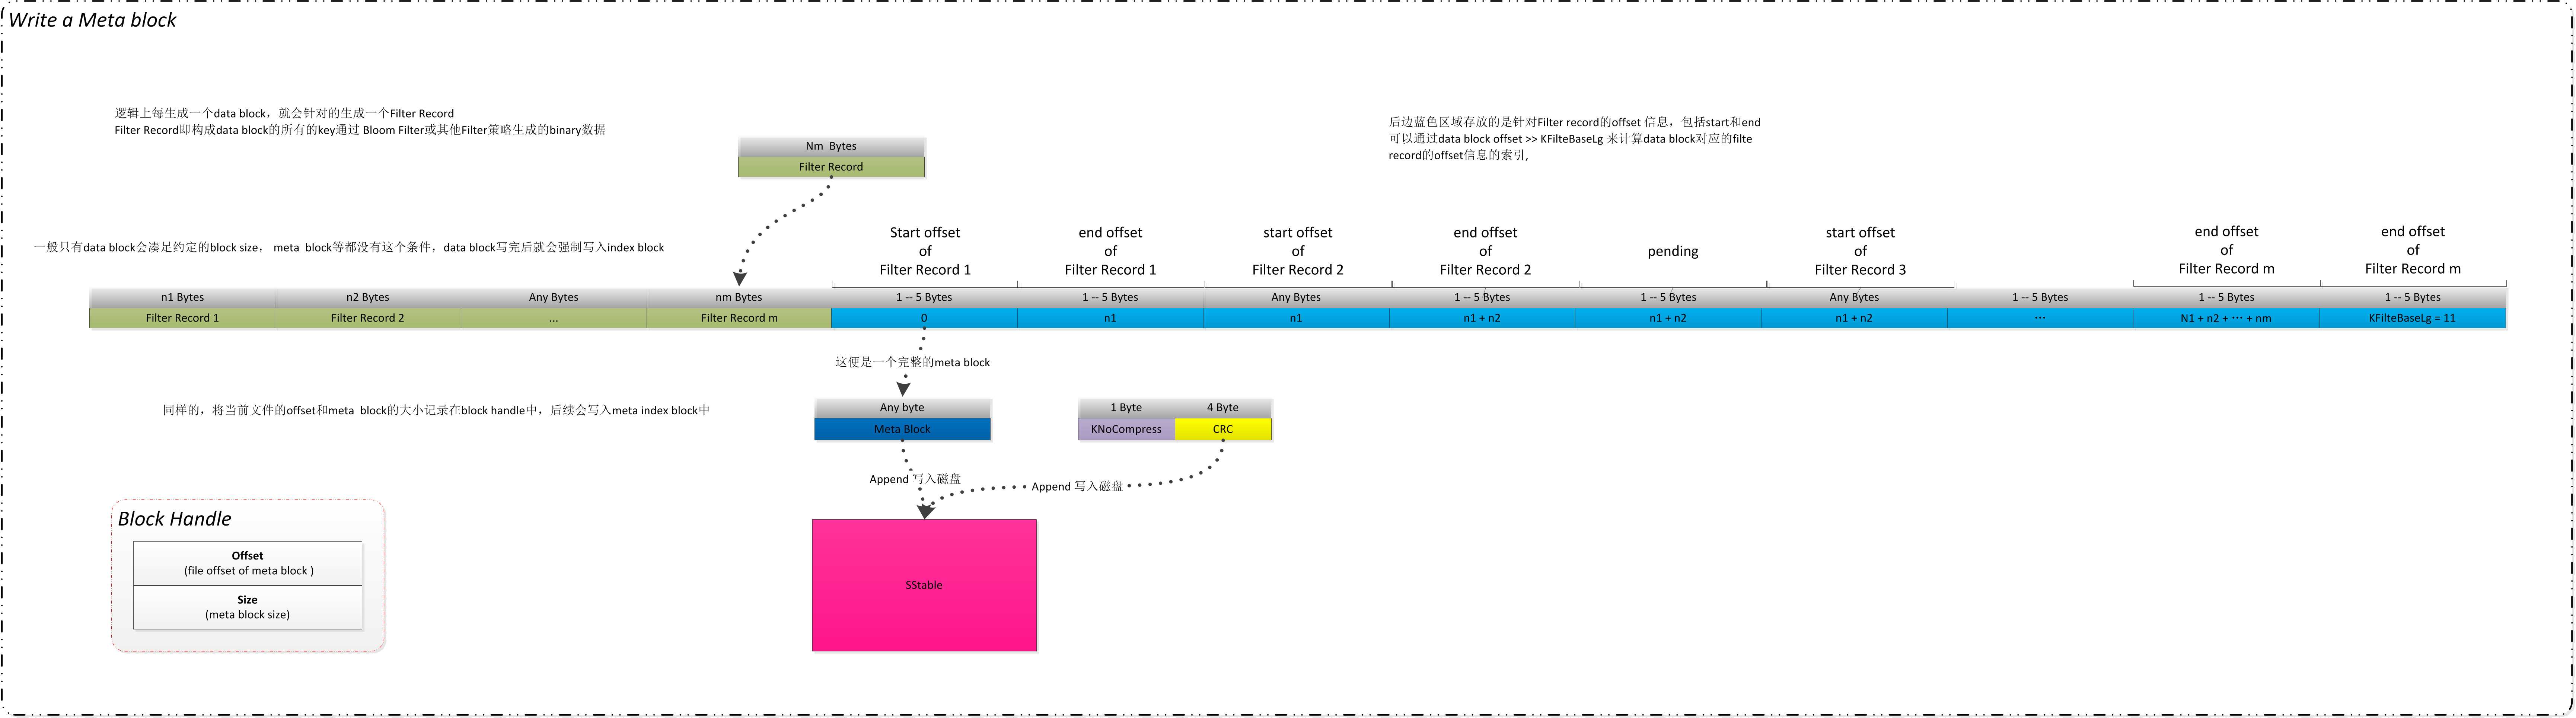 Write a Meta block
逻辑上每生成一个data block，就会针对的生成一个Filter Record
Filter Record即构成data block的所有的key通过 Bloom Filter或其他Filter策略生成的binary数据
后边蓝色区域存放的是针对Filter record的offset 信息，包括start和end
可以通过data block offset >> KFilteBaseLg 来计算data block对应的filte
record的offset信息的索引,
Nm Bytes
Filter Record
一般只有data block会凑足约定的block size， meta block等都没有这个条件，data block写完后就会强制写入index block
Start offset
of
Filter Record 1
end offset
of
Filter Record 1
start offset
of
Filter Record 2
end offset
of
Filter Record 2
pending
start offset
of
Filter Record 3
end offset
of
Filter Record m
end offset
of
Filter Record m
n1 Bytes
n2 Bytes
Any Bytes
nm Bytes
1 -- 5 Bytes
1 -- 5 Bytes
Any Bytes
1 -- 5 Bytes
1 -- 5 Bytes
Any Bytes
1 -- 5 Bytes
1 -- 5 Bytes
1 -- 5 Bytes
Filter Record 1
Filter Record 2
...
Filter Record m
0
n1
n1
n1 + n2
n1 + n2
n1 + n2
…
N1 + n2 + … + nm
KFilteBaseLg = 11
这便是一个完整的meta block
同样的，将当前文件的offset和meta block的大小记录在block handle中，后续会写入meta index block中
Any byte
Meta Block
1 Byte
4 Byte
KNoCompress
CRC
Append 写入磁盘
Append 写入磁盘
Block Handle
Offset
(file offset of meta block )
Size
(meta block size)
SStable